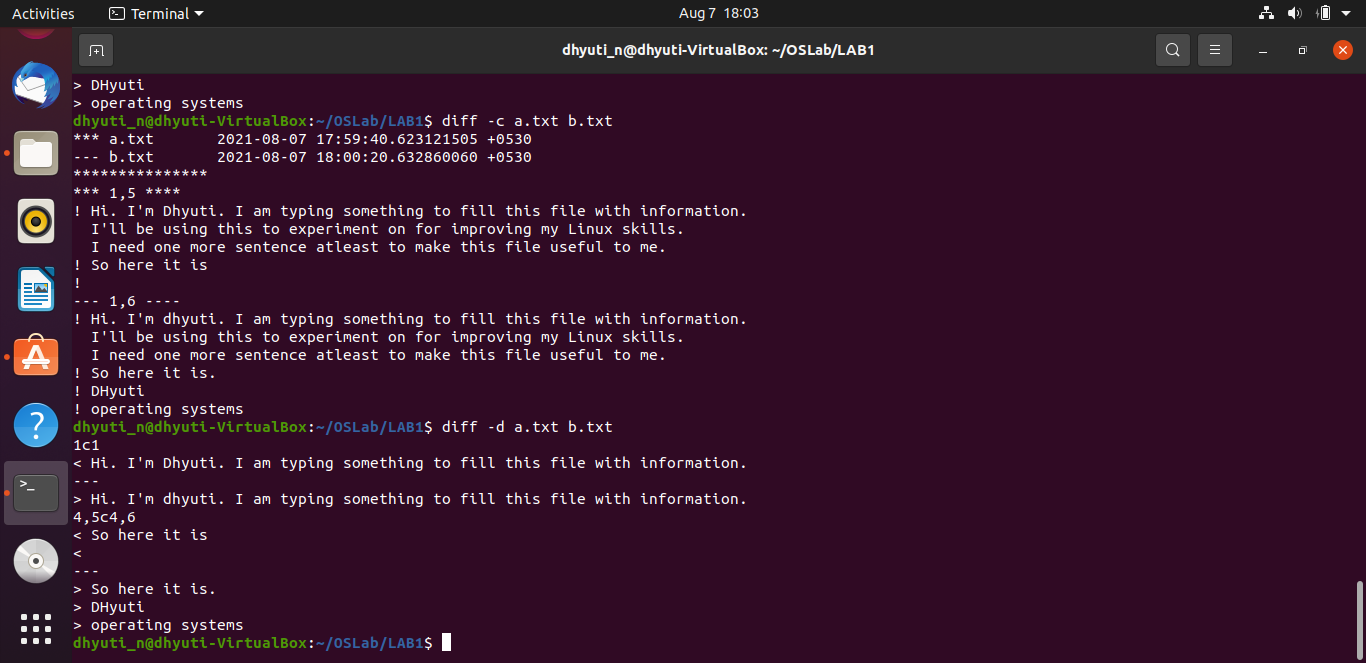 Activities Terminal Aug 7 18:03
dhyuti_n@dhyuti-VirtualBox: ~/OSLab/LAB1
> DHyuti
> operating systems
dhyuti_n@dhyuti-VirtualBox:~/OSLab/LAB1$ diff -c a.txt b.txt
*** a.txt       2021-08-07 17:59:40.623121505 +0530
--- b.txt       2021-08-07 18:00:20.632860060 +0530
***************
*** 1,5 ****
! Hi. I'm Dhyuti. I am typing something to fill this file with information.
  I'll be using this to experiment on for improving my Linux skills.
  I need one more sentence atleast to make this file useful to me.
! So here it is
!
--- 1,6 ----
! Hi. I'm dhyuti. I am typing something to fill this file with information.
  I'll be using this to experiment on for improving my Linux skills.
  I need one more sentence atleast to make this file useful to me.
! So here it is.
! DHyuti
! operating systems
dhyuti_n@dhyuti-VirtualBox:~/OSLab/LAB1$ diff -d a.txt b.txt
1c1
< Hi. I'm Dhyuti. I am typing something to fill this file with information.
---
> Hi. I'm dhyuti. I am typing something to fill this file with information.
4,5c4,6
< So here it is
<
---
> So here it is.
> DHyuti
> operating systems
dhyuti_n@dhyuti-VirtualBox:~/OSLab/LAB1$